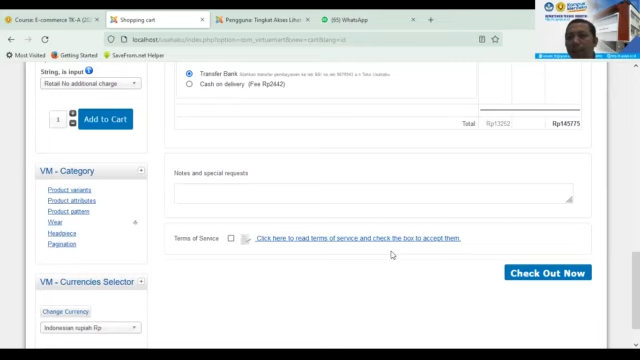 Course: E-commerce TK-A (20
Shopping cart
Pengguna: Tingkat Akses Lihat
(65) WhatsApp
localhost/usahaku/index.php?option=com_virtuemart&view=cart&lang=id
Most Visited
Getting Started
SaveFrom.net Helper
String, is input
Retail No additional charge
1
Add to Cart
VM - Category
Product variants
Product attributes
Product pattern
Wear
Headpiece
Pagination
VM - Currencies Selector
Change Currency
Indonesian rupiah Rp
Transfer Bank
Cash on delivery (Fee Rp2442)
Total:
Rp13252
Rp145775
Notes and special requests
Terms of Service
Click here to read terms of service and check the box to accept them.
Check Out Now